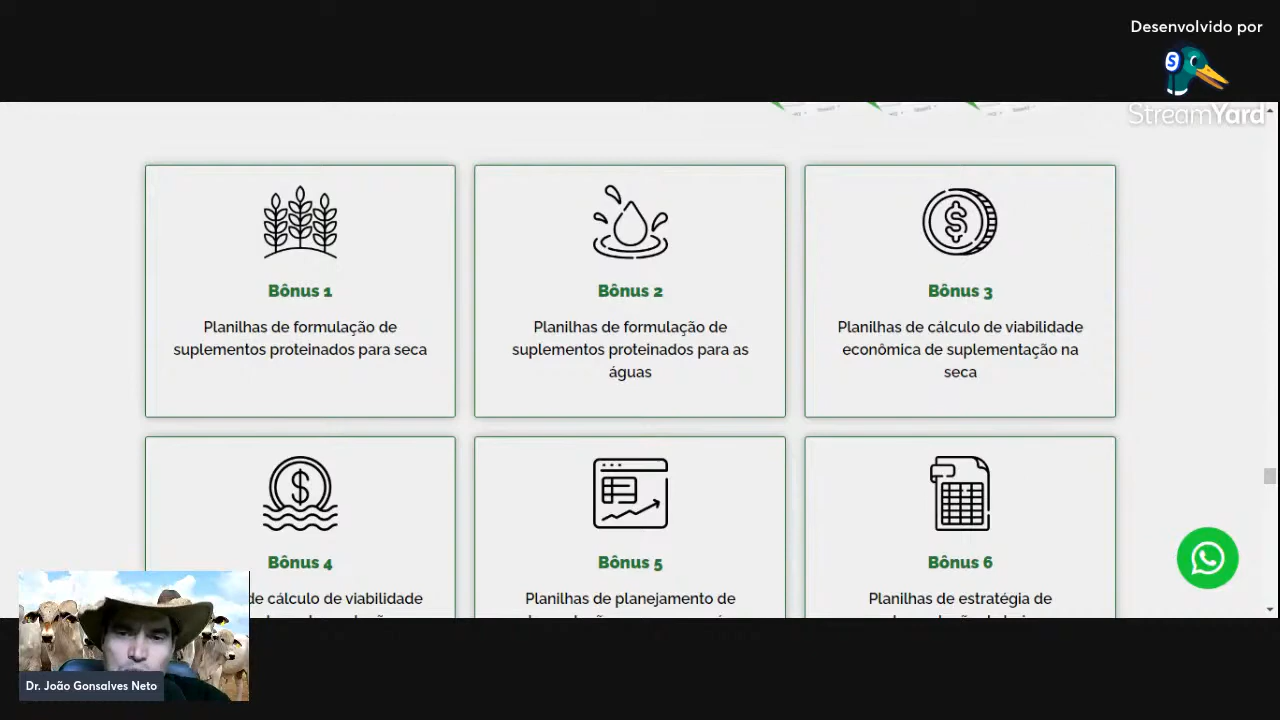 Desenvolvido por
StreamYard
Bônus 1
Planilhas de formulação de
suplementos proteinados para seca
Bônus 2
Planilhas de formulação de
suplementos proteinados para as
águas
Bônus 3
Planilhas de cálculo de viabilidade
econômica de suplementação na
seca
Bônus 4
de cálculo de viabilidade
Bônus 5
Planilhas de planejamento de
Bônus 6
Planilhas de estratégia de
Dr. João Gonsalves Neto